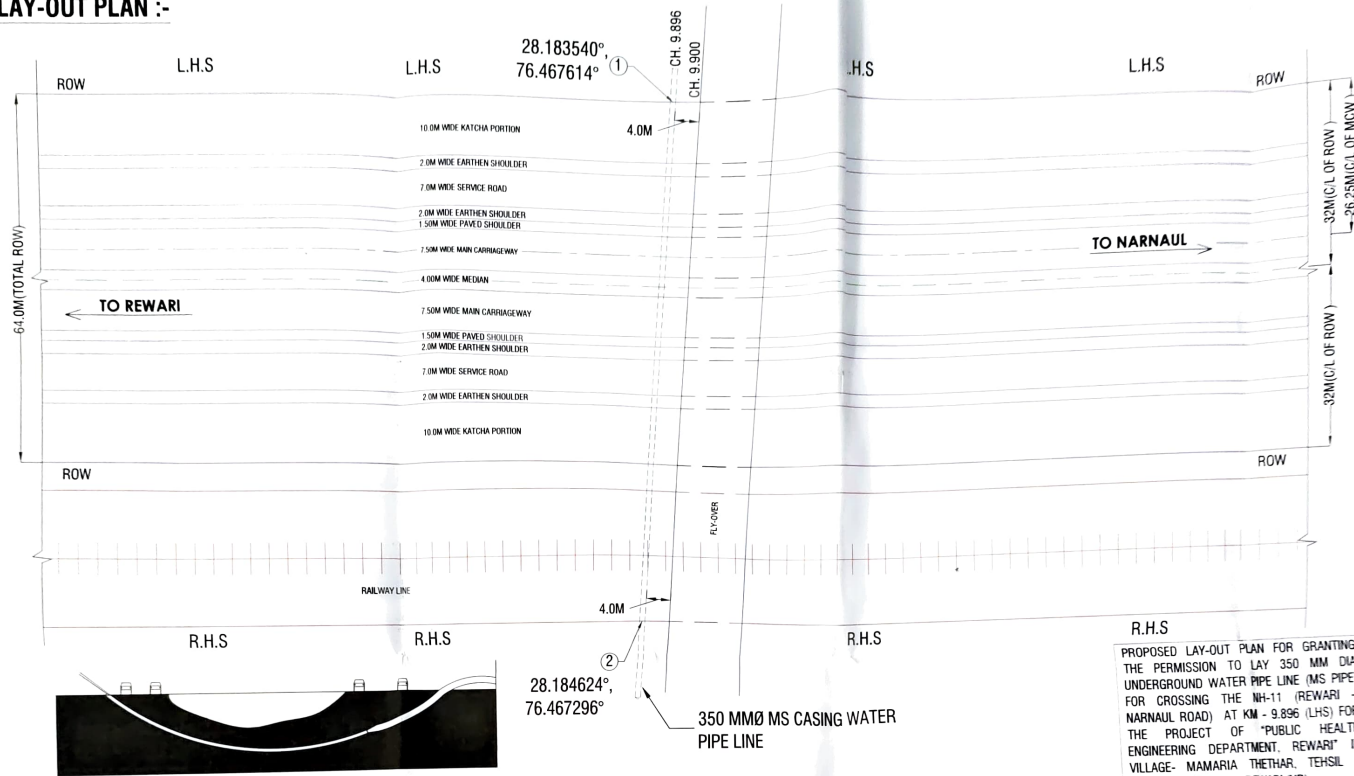 LAY-OUT PLAN :-
L.H.S
L.H.S
.H.S
L.H.S
ROW
ROW
28.183540°,
76.467614°
1
CH. 9.896
CH. 9.900
4.0M
10.0M WIDE KATCHA PORTION
2.0M WIDE EARTHEN SHOULDER
7.0M WIDE SERVICE ROAD
2.0M WIDE EARTHEN SHOULDER
1.50M WIDE PAVED SHOULDER
7.50M WIDE MAIN CARRIAGEWAY
4.00M WIDE MEDIAN
7.50M WIDE MAIN CARRIAGEWAY
1.50M WIDE PAVED SHOULDER
2.0M WIDE EARTHEN SHOULDER
7.0M WIDE SERVICE ROAD
2.0M WIDE EARTHEN SHOULDER
10.0M WIDE KATCHA PORTION
64.0M(TOTAL ROW)
TO REWARI
TO NARNAUL
32M(C/L OF ROW )
26.25M(C/L OF MCW )
32M(C/L OF ROW )
ROW
ROW
FLY-OVER
RAILWAY LINE
4.0M
R.H.S
R.H.S
R.H.S
R.H.S
2
28.184624°,
76.467296°
350 MMØ MS CASING WATER
PIPE LINE
PROPOSED LAY-OUT PLAN FOR GRANTING
THE PERMISSION TO LAY 350 MM DIA
UNDERGROUND WATER PIPE LINE (MS PIPE
FOR CROSSING THE NH-11 (REWARI -
NARNAUL ROAD) AT KM - 9.896 (LHS) FOR
THE PROJECT OF "PUBLIC HEALT
ENGINEERING DEPARTMENT, REWARI" I
VILLAGE- MAMARIA THETHAR, TEHSIL